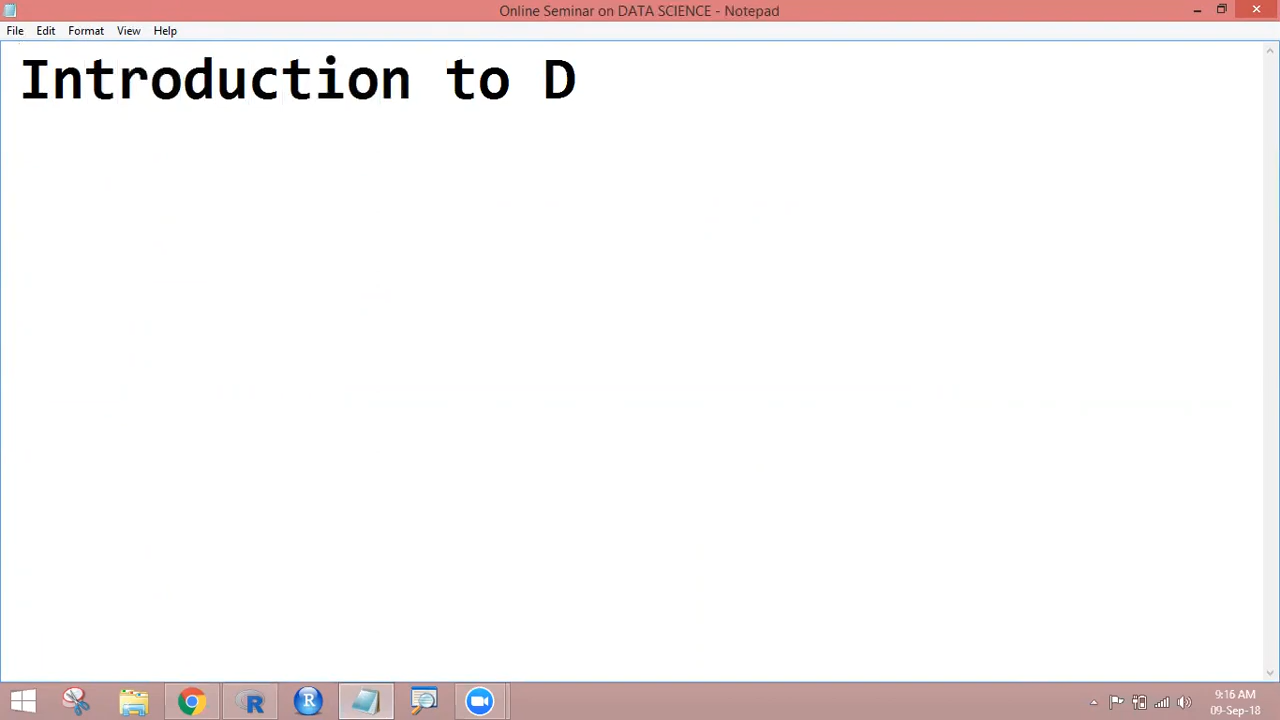 Online Seminar on DATA SCIENCE - Notepad
File Edit Format View Help
Introduction to D
9:16 AM
09-Sep-18